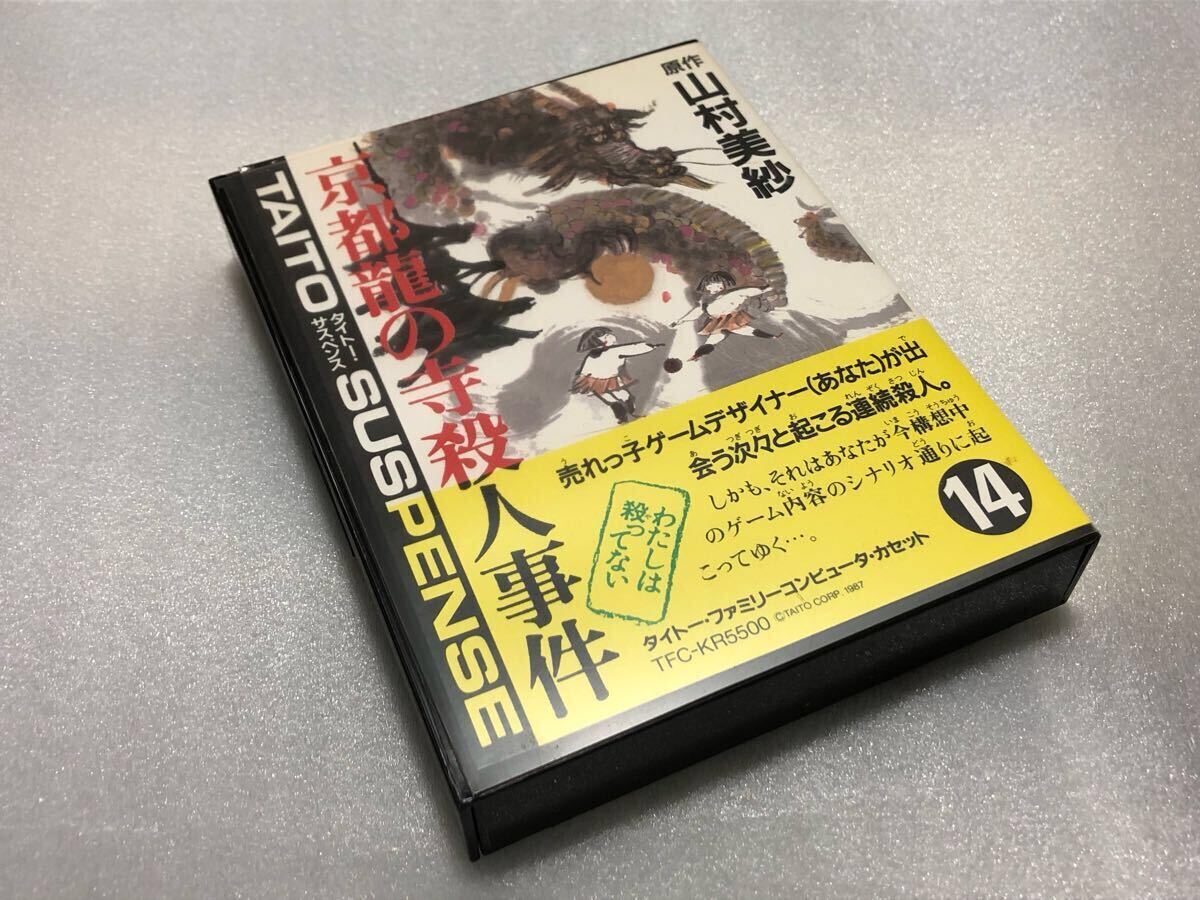 原作 山村美紗
京都龍の寺殺人事件
TAITO SUSPENSE
タイトー・
サスペンス
売れっ子ゲームデザイナー(あなた)が出
会う次々と起こる連続殺人。
しかも、それはあなたが今構想中
のゲーム内容のシナリオ通りに起
こってゆく…。
わたしは
殺ってない
14
タイトー・ファミリーコンピュータ・カセット
TFC-KR5500 ©TAITO CORP. 1987